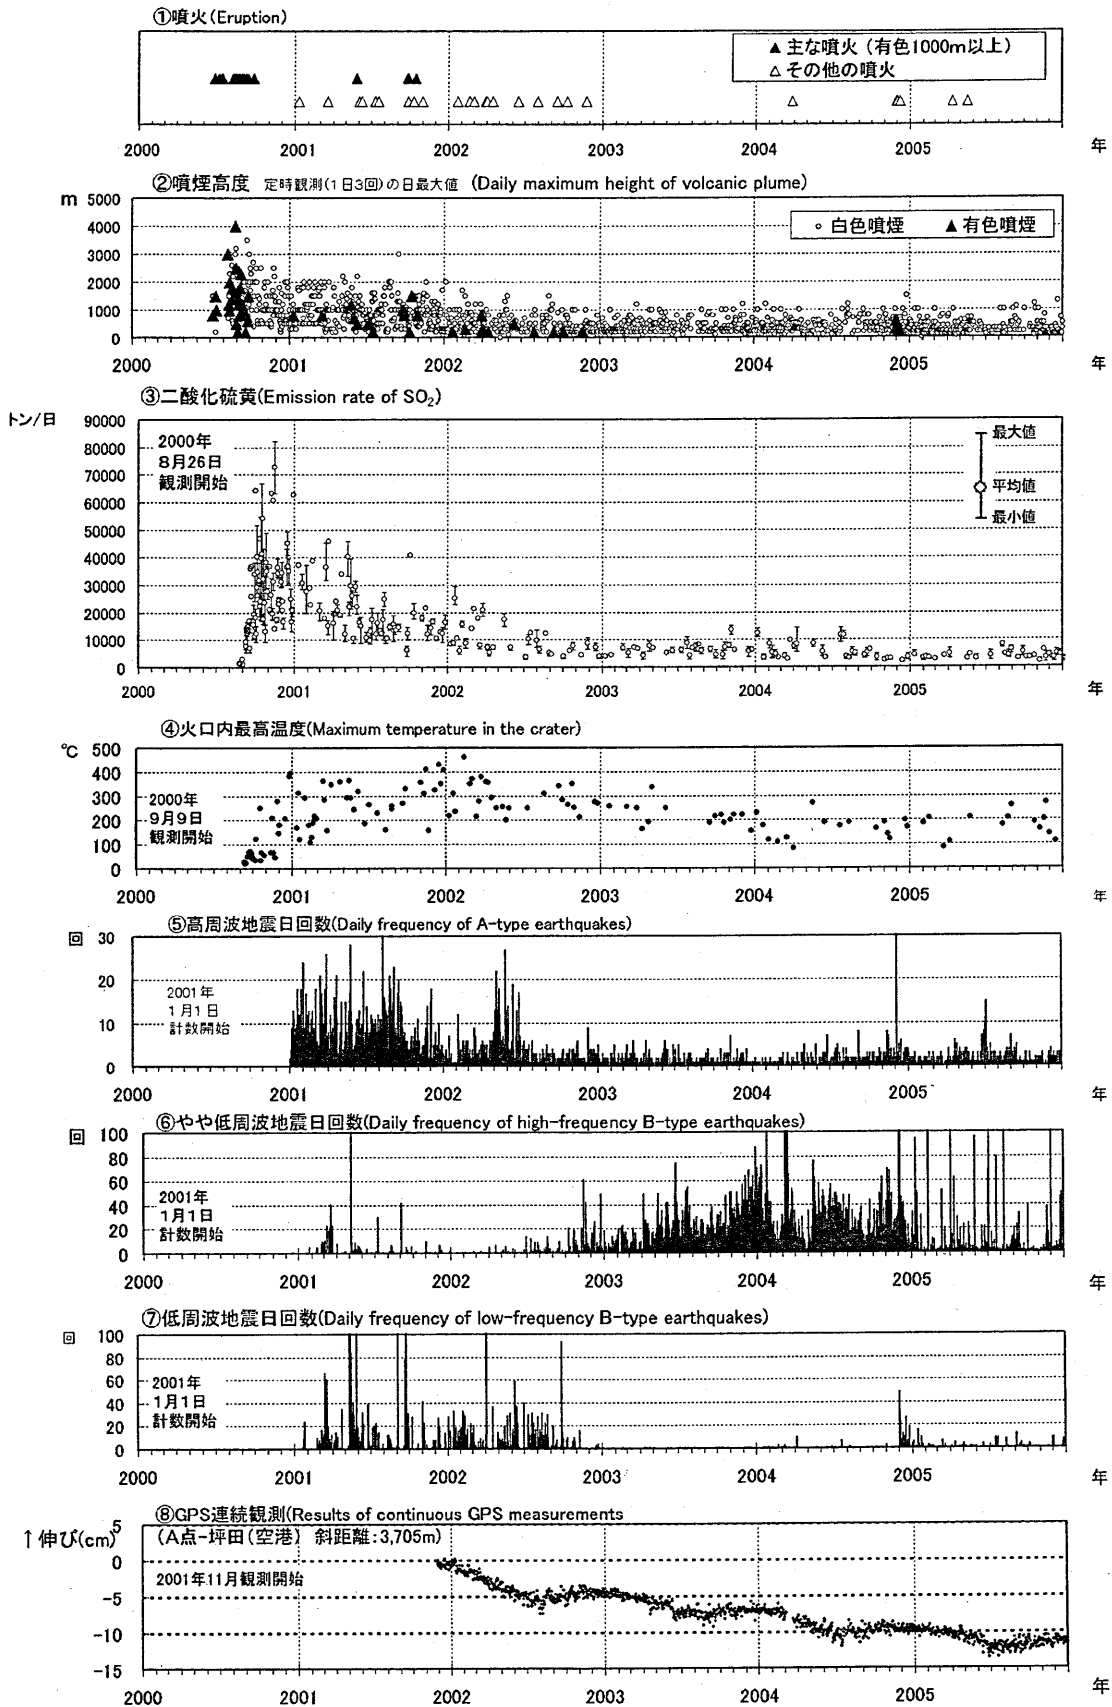 ①噴火(Eruption)
▲ 主な噴火（有色1000m以上）
△ その他の噴火
2000 2001 2002 2003 2004 2005 年
②噴煙高度 定時観測(1日3回)の日最大値 (Daily maximum height of volcanic plume)
m
5000
4000
3000
2000
1000
0
○ 白色噴煙 ▲ 有色噴煙
2000 2001 2002 2003 2004 2005 年
③二酸化硫黄(Emission rate of SO₂)
トン/日
90000
80000
70000
60000
50000
40000
30000
20000
10000
0
2000年
8月26日
観測開始
最大値
平均値
最小値
2000 2001 2002 2003 2004 2005 年
④火口内最高温度(Maximum temperature in the crater)
℃
500
400
300
200
100
0
2000年
9月9日
観測開始
2000 2001 2002 2003 2004 2005 年
⑤高周波地震日回数(Daily frequency of A-type earthquakes)
回
30
20
10
0
2001年
1月1日
計数開始
2000 2001 2002 2003 2004 2005 年
⑥やや低周波地震日回数(Daily frequency of high-frequency B-type earthquakes)
回
100
80
60
40
20
0
2001年
1月1日
計数開始
2000 2001 2002 2003 2004 2005 年
⑦低周波地震日回数(Daily frequency of low-frequency B-type earthquakes)
回
100
80
60
40
20
0
2001年
1月1日
計数開始
2000 2001 2002 2003 2004 2005 年
⑧GPS連続観測(Results of continuous GPS measurements
↑伸び(cm)
(A点-坪田(空港) 斜距離:3,705m)
5
0
-5
-10
-15
2001年11月観測開始
2000 2001 2002 2003 2004 2005 年